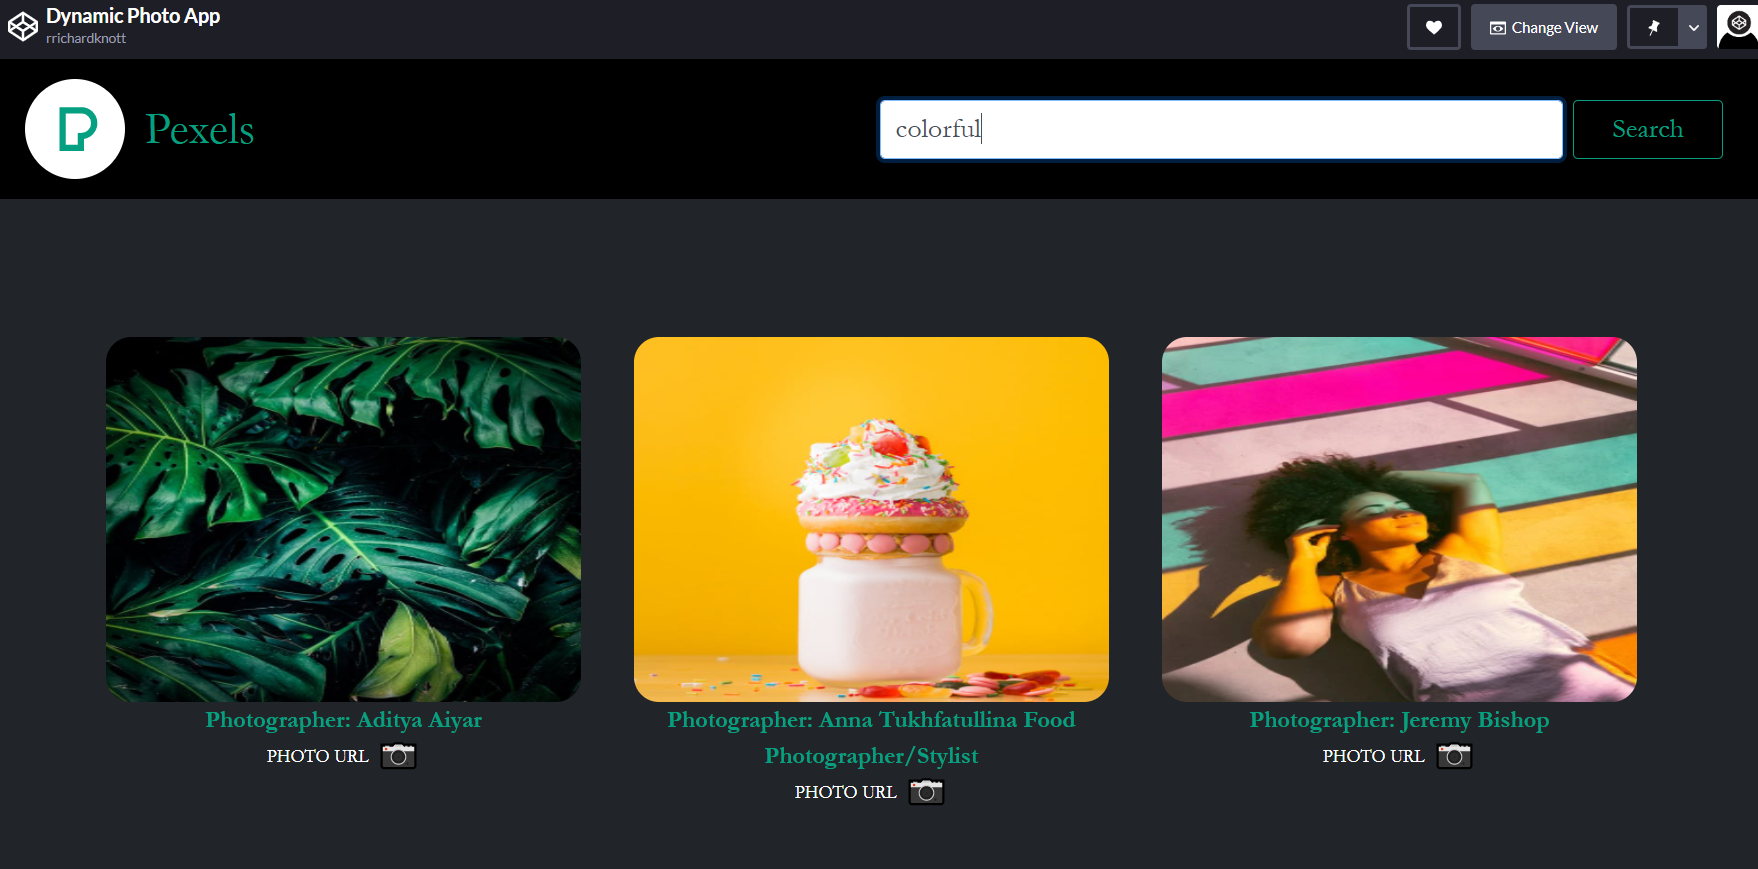 Dynamic Photo App
rrichardknott
Change View
Pexels
colorful
Search
Photographer: Aditya Aiyar
PHOTO URL
Photographer: Anna Tukhfatullina Food
Photographer/Stylist
PHOTO URL
Photographer: Jeremy Bishop
PHOTO URL